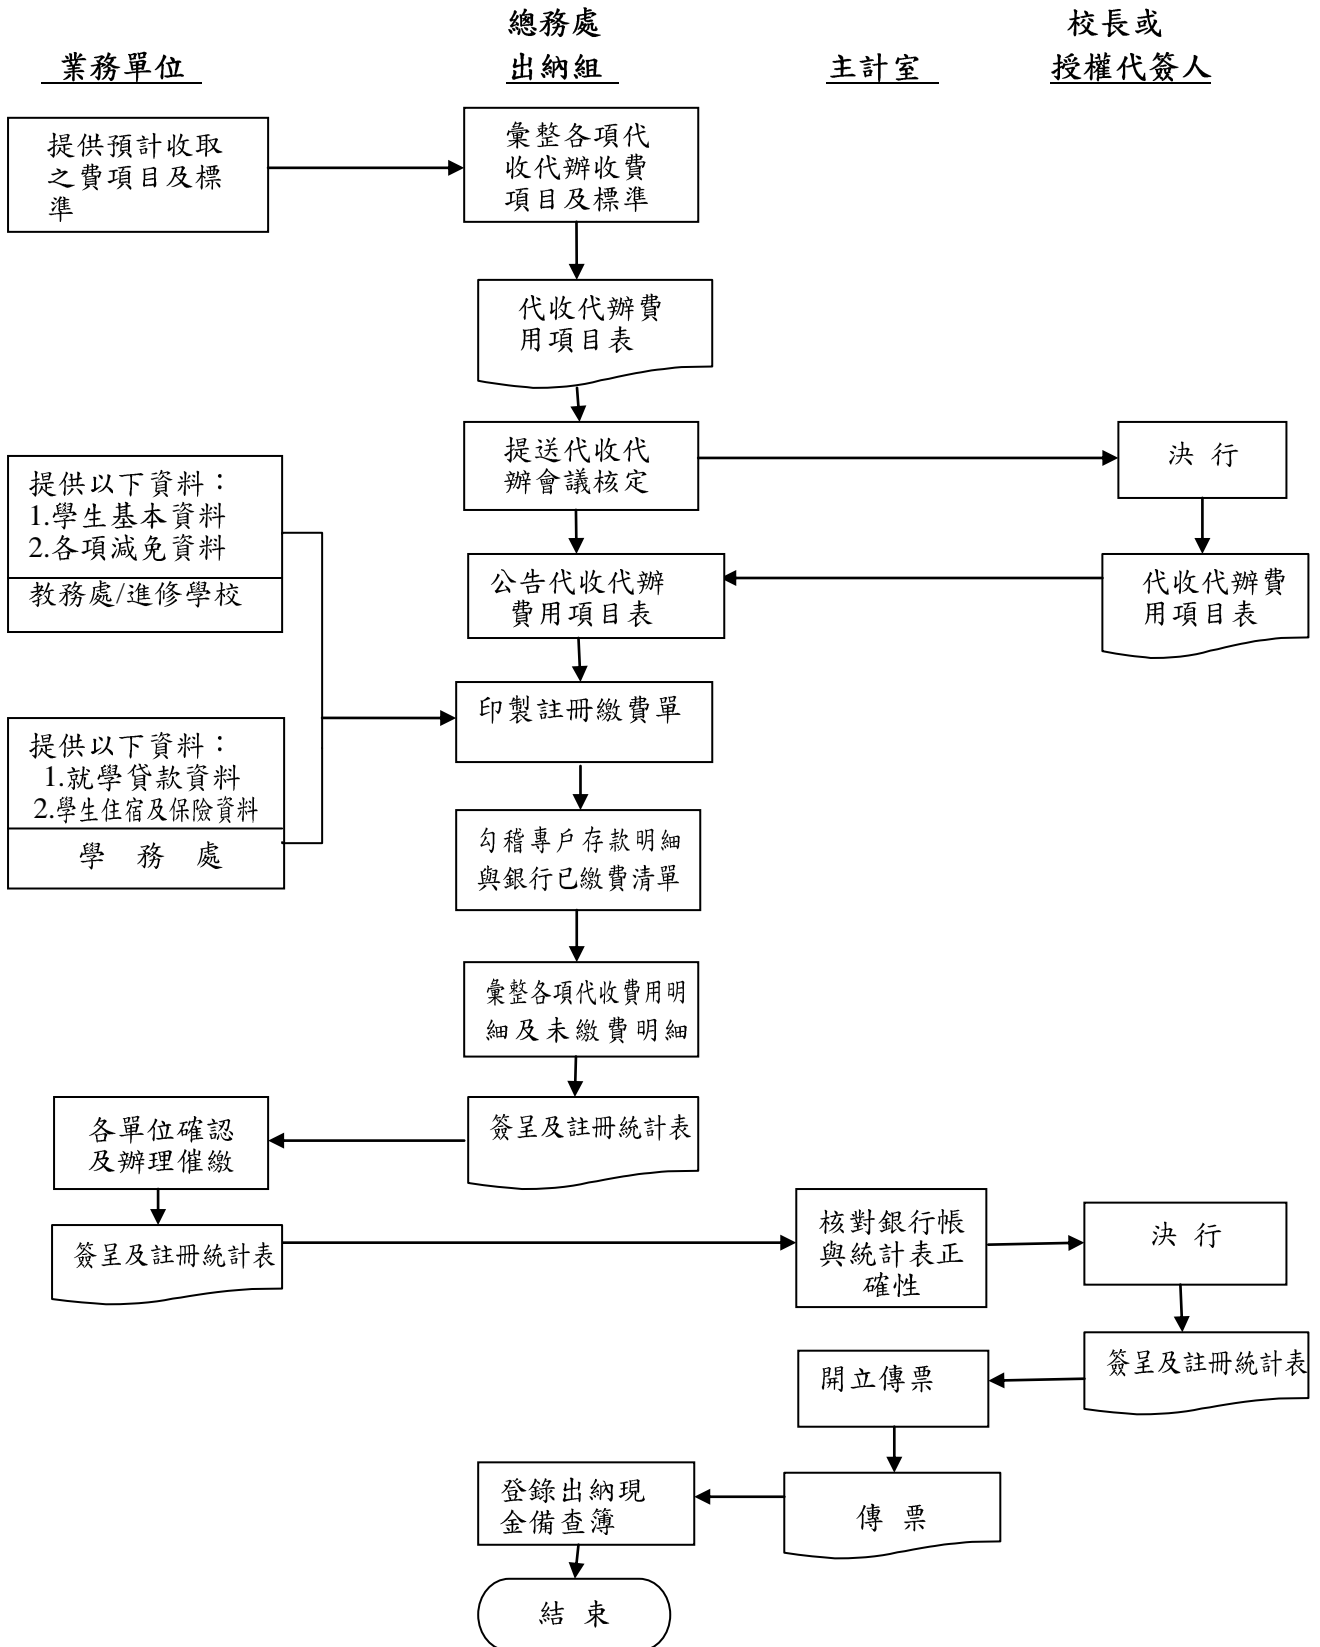 總務處
校長或
業務單位
出納組
主計室
授權代簽人
提供預計收取
之費項目及標
準
彙整各項代
收代辦收費
項目及標準
代收代辦費
用項目表
提送代收代
辦會議核定
決 行
提供以下資料：
1.學生基本資料
2.各項減免資料
教務處/進修學校
公告代收代辦
費用項目表
代收代辦費
用項目表
印製註冊繳費單
提供以下資料：
1.就學貸款資料
2.學生住宿及保險資料
學 務 處
勾稽專戶存款明細
與銀行已繳費清單
彙整各項代收費用明
細及未繳費明細
簽呈及註冊統計表
各單位確認
及辦理催繳
簽呈及註冊統計表
核對銀行帳
與統計表正
確性
決 行
簽呈及註冊統計表
開立傳票
傳 票
登錄出納現
金備查簿
結 束